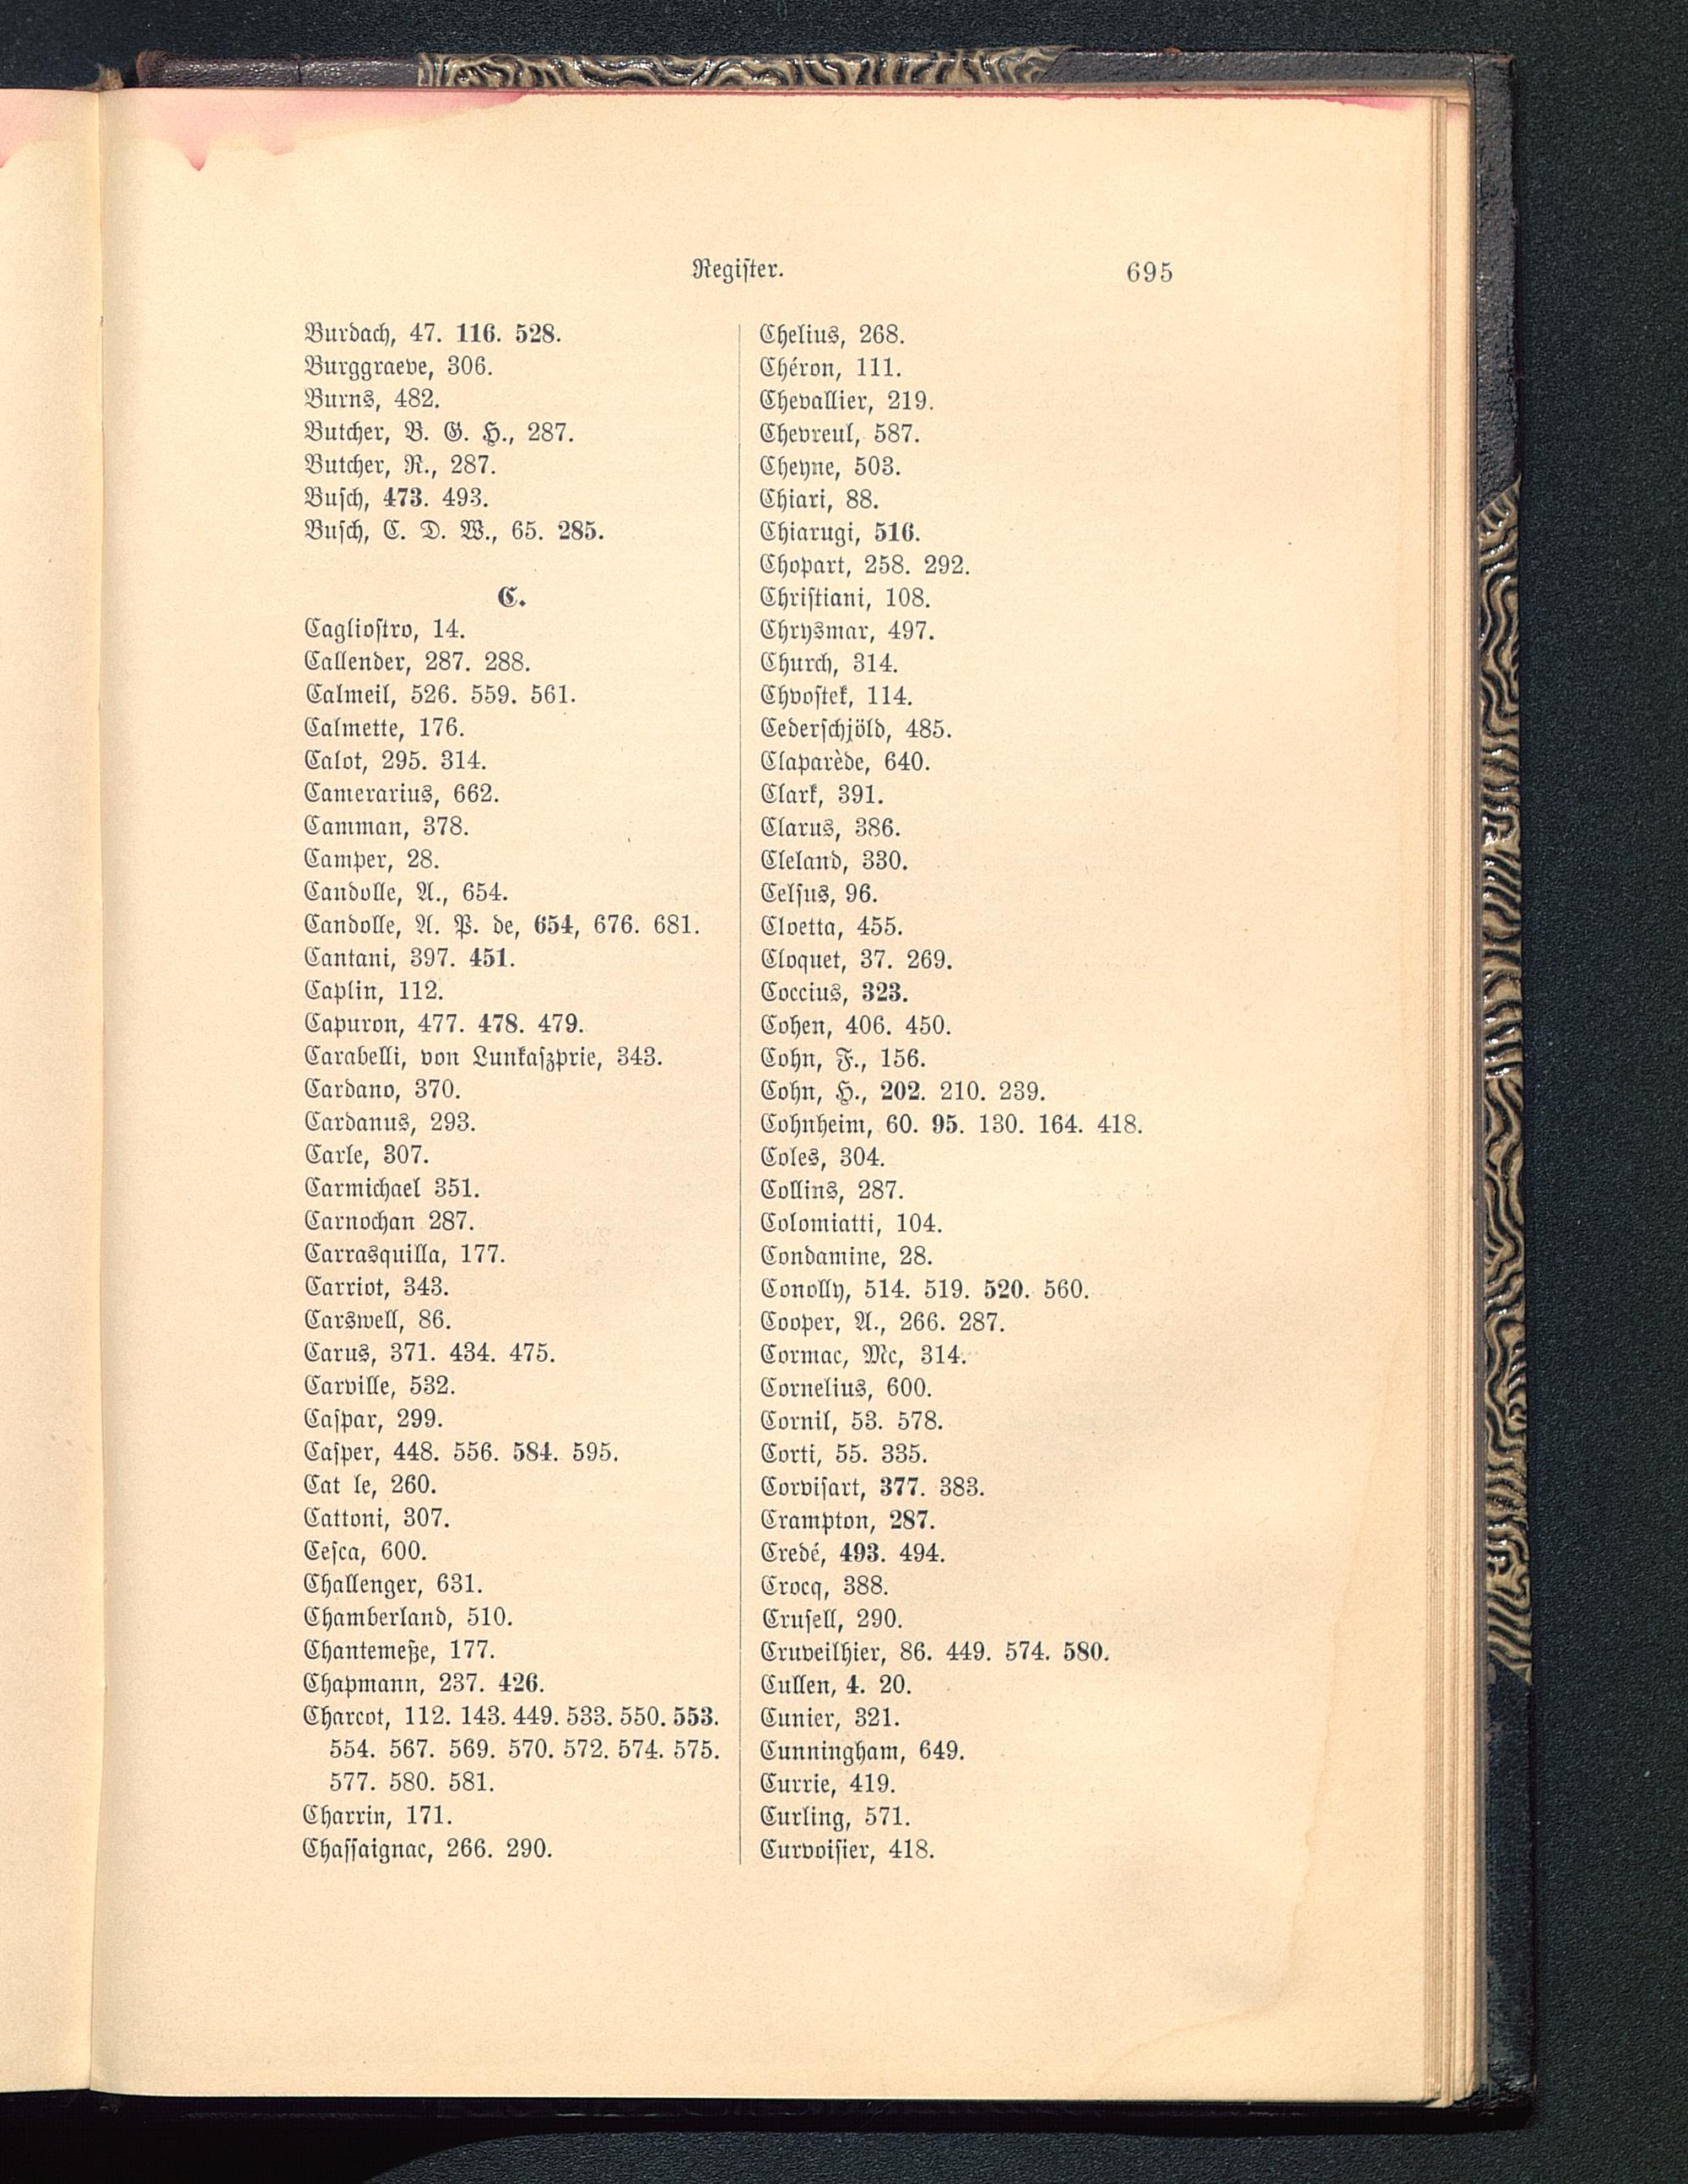 Register.
695
Burdach, 47. 116. 528.
Burggraeve, 306.
Burns, 482.
Butcher, B. G. H., 287.
Butcher, R., 287.
Buſch, 473. 493.
Buſch, C. D. W., 65. 285.
C.
Caglioſtro, 14.
Callender, 287. 288.
Calmeil, 526. 559. 561.
Calmette, 176.
Calot, 295. 314.
Camerarius, 662.
Camman, 378.
Camper, 28.
Candolle, A., 654.
Candolle, A. P. de, 654, 676. 681.
Cantani, 397. 451.
Caplin, 112.
Capuron, 477. 478. 479.
Carabelli, von Lunkaſzprie, 343.
Cardano, 370.
Cardanus, 293.
Carle, 307.
Carmichael 351.
Carnochan 287.
Carrasquilla, 177.
Carriot, 343.
Carswell, 86.
Carus, 371. 434. 475.
Carville, 532.
Caſpar, 299.
Caſper, 448. 556. 584. 595.
Cat le, 260.
Cattoni, 307.
Ceſca, 600.
Challenger, 631.
Chamberland, 510.
Chantemeße, 177.
Chapmann, 237. 426.
Charcot, 112. 143. 449. 533. 550. 553.
554. 567. 569. 570. 572. 574. 575.
577. 580. 581.
Charrin, 171.
Chaſſaignac, 266. 290.
Chelius, 268.
Chéron, 111.
Chevallier, 219.
Chevreul, 587.
Cheyne, 503.
Chiari, 88.
Chiarugi, 516.
Chopart, 258. 292.
Chriſtiani, 108.
Chrysmar, 497.
Church, 314.
Chvoſtek, 114.
Cederſchjöld, 485.
Claparède, 640.
Clark, 391.
Clarus, 386.
Cleland, 330.
Celſus, 96.
Cloetta, 455.
Cloquet, 37. 269.
Coccius, 323.
Cohen, 406. 450.
Cohn, F., 156.
Cohn, H., 202. 210. 239.
Cohnheim, 60. 95. 130. 164. 418.
Coles, 304.
Collins, 287.
Colomiatti, 104.
Condamine, 28.
Conolly, 514. 519. 520. 560.
Cooper, A., 266. 287.
Cormac, Mc, 314.
Cornelius, 600.
Cornil, 53. 578.
Corti, 55. 335.
Corviſart, 377. 383.
Crampton, 287.
Credé, 493. 494.
Crocq, 388.
Cruſell, 290.
Cruveilhier, 86. 449. 574. 580.
Cullen, 4. 20.
Cunier, 321.
Cunningham, 649.
Currie, 419.
Curling, 571.
Curvoiſier, 418.